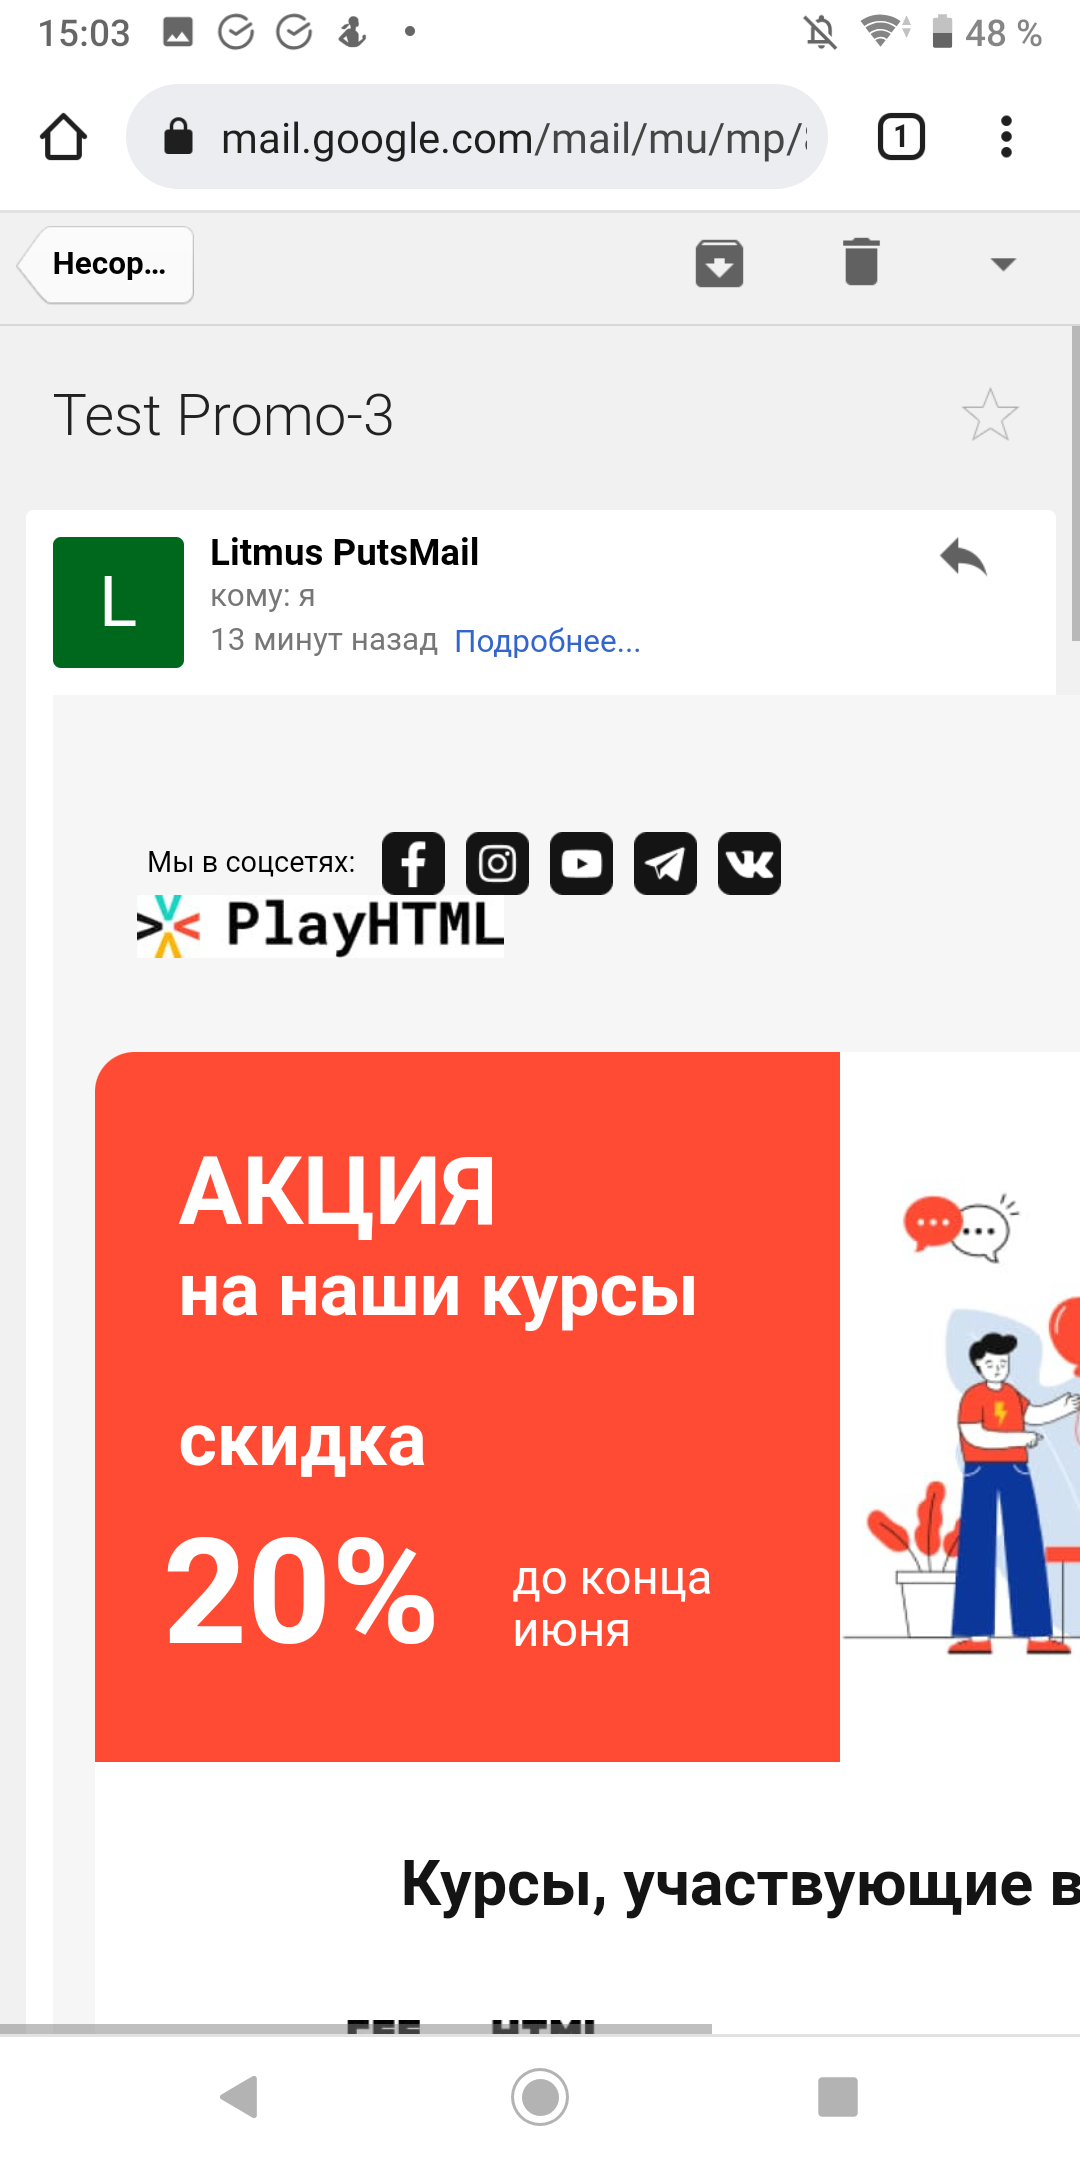 15:03
48 %
mail.google.com/mail/mu/mp/
1
Несор...
Test Promo-3
L
Litmus PutsMail
кому: я
13 минут назад Подробнее...
Мы в соцсетях:
PlayHTML
АКЦИЯ
на наши курсы
скидка
20%
до конца
июня
Курсы, участвующие в